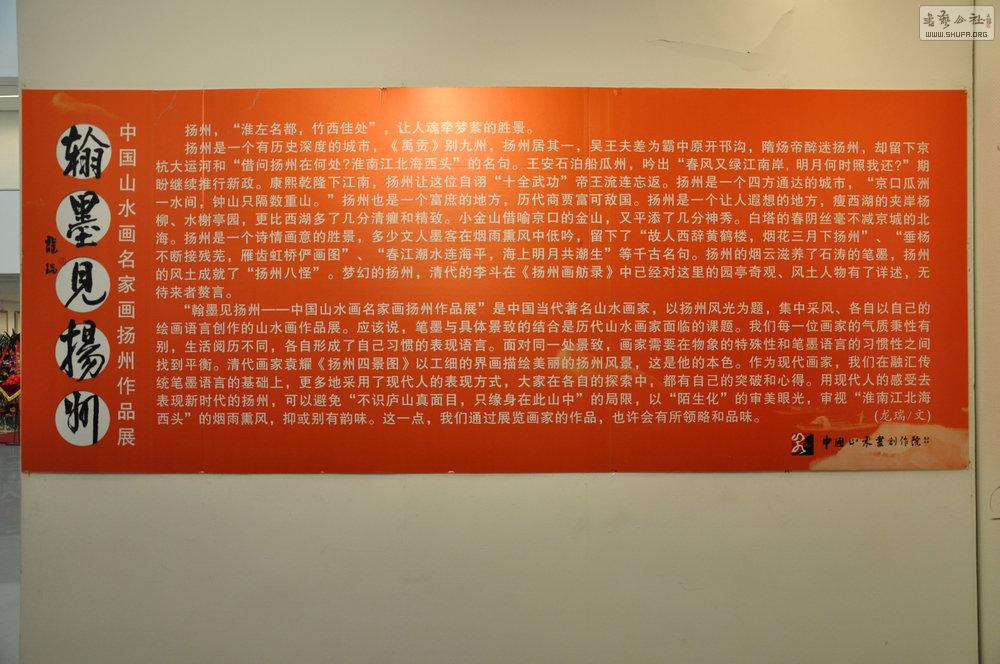 書藝公社
WWW.SHUFA.ORG
翰墨見揚州
龍瑞
中国山水画名家画扬州作品展
扬州，“淮左名都，竹西佳处”，让人魂牵梦萦的胜景。
扬州是一个有历史深度的城市，《禹贡》别九州，扬州居其一，吴王夫差为霸中原开邗沟，隋炀帝醉迷扬州，却留下京
杭大运河和“借问扬州在何处?淮南江北海西头”的名句。王安石泊船瓜州，吟出“春风又绿江南岸，明月何时照我还?”期
盼继续推行新政。康熙乾隆下江南，扬州让这位自诩“十全武功”帝王流连忘返。扬州是一个四方通达的城市，“京口瓜洲
一水间，钟山只隔数重山。”扬州也是一个富庶的地方，历代商贾富可敌国。扬州是一个让人遐想的地方，瘦西湖的夹岸杨
柳、水榭亭园，更比西湖多了几分清癯和精致。小金山借喻京口的金山，又平添了几分神秀。白塔的春阴丝毫不减京城的北
海。扬州是一个诗情画意的胜景，多少文人墨客在烟雨熏风中低吟，留下了“故人西辞黄鹤楼，烟花三月下扬州”、“垂杨
不断接残芜，雁齿虹桥俨画图”、“春江潮水连海平，海上明月共潮生”等千古名句。扬州的烟云滋养了石涛的笔墨，扬州
的风土成就了“扬州八怪”。梦幻的扬州，清代的李斗在《扬州画舫录》中已经对这里的园亭奇观、风土人物有了详述，无
待来者赘言。
“翰墨见扬州——中国山水画名家画扬州作品展”是中国当代著名山水画家，以扬州风光为题，集中采风、各自以自己的
绘画语言创作的山水画作品展。应该说，笔墨与具体景致的结合是历代山水画家面临的课题。我们每一位画家的气质秉性有
别，生活阅历不同，各自形成了自己习惯的表现语言。面对同一处景致，画家需要在物象的特殊性和笔墨语言的习惯性之间
找到平衡。清代画家袁耀《扬州四景图》以工细的界画描绘美丽的扬州风景，这是他的本色。作为现代画家，我们在融汇传
统笔墨语言的基础上，更多地采用了现代人的表现方式，大家在各自的探索中，都有自己的突破和心得。用现代人的感受去
表现新时代的扬州，可以避免“不识庐山真面目，只缘身在此山中”的局限，以“陌生化”的审美眼光，审视“淮南江北海
西头”的烟雨熏风，抑或别有韵味。这一点，我们通过展览画家的作品，也许会有所领略和品味。
(龙瑞/文)
中国山水画创作院